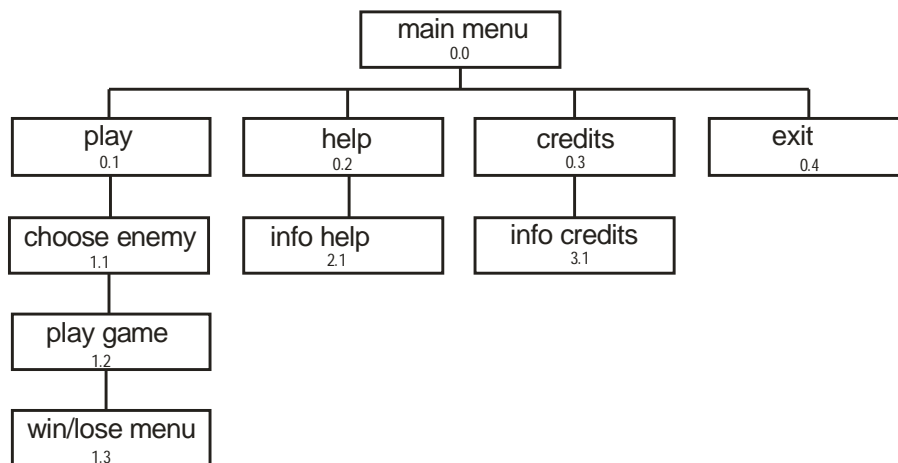 main menu
0.0
play
0.1
help
0.2
credits
0.3
exit
0.4
choose enemy
1.1
info help
2.1
info credits
3.1
play game
1.2
win/lose menu
1.3